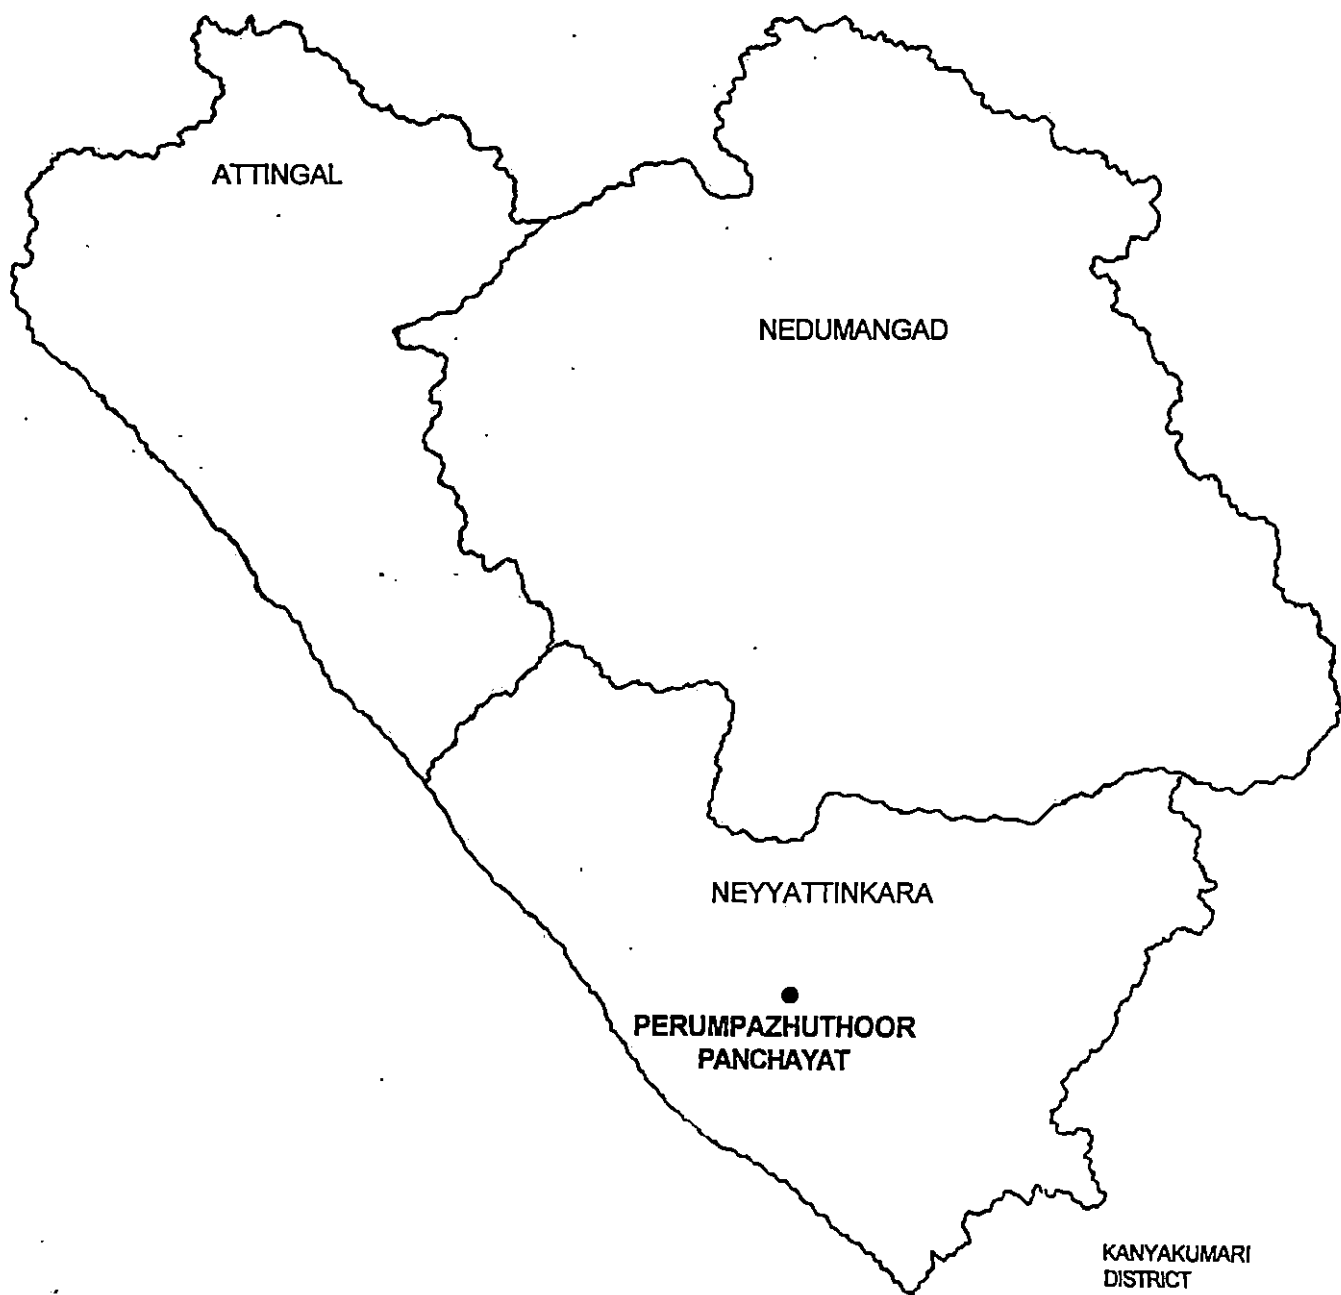 ATTINGAL
NEDUMANGAD
NEYYATTINKARA
PERUMPAZHUTHOOR
PANCHAYAT
KANYAKUMARI
DISTRICT